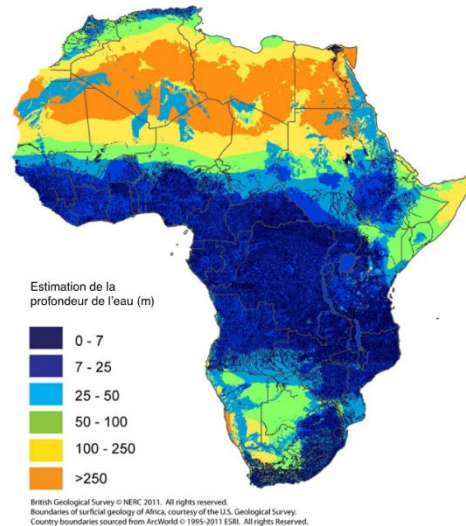 Estimation de la
profondeur de l'eau (m)
0 - 7
7 - 25
25 - 50
50 - 100
100 - 250
>250
British Geological Survey © NERC 2011. All rights reserved.
Boundaries of surficial geology of Africa, courtesy of the U.S. Geological Survey.
Country boundaries sourced from ArcWorld © 1995-2011 ESRI. All rights Reserved.